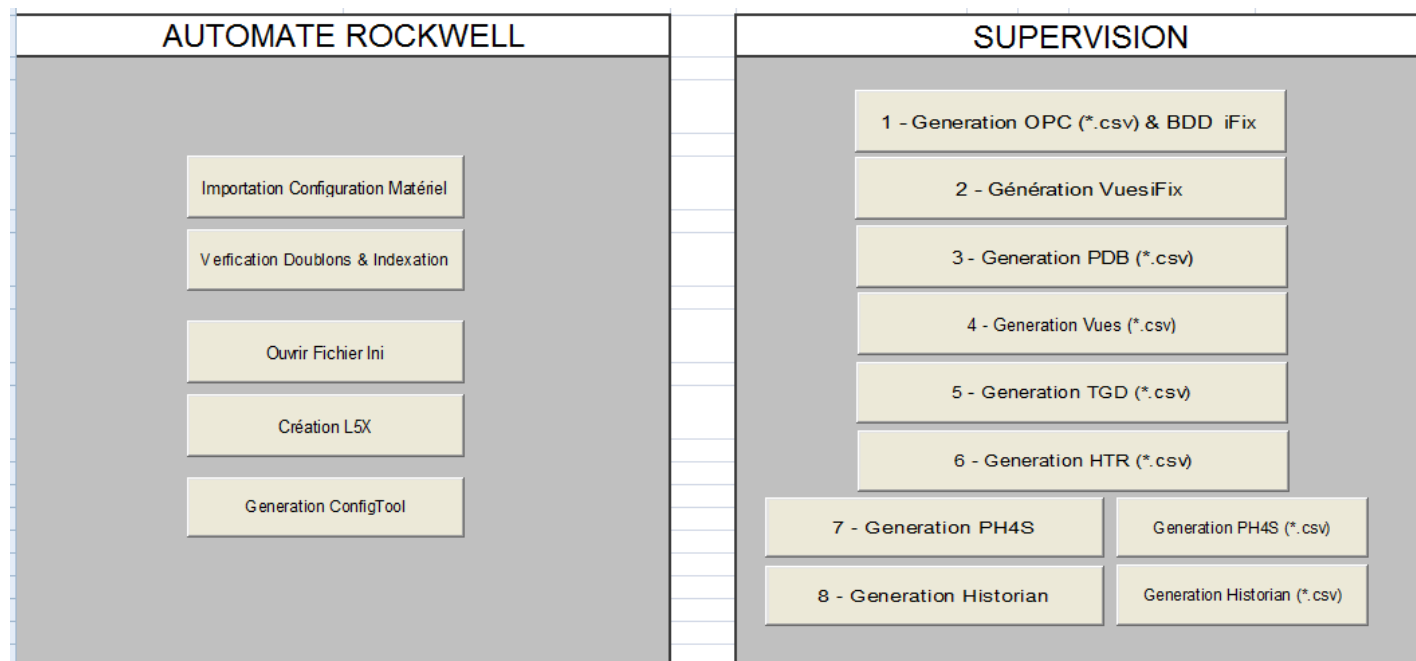 AUTOMATE ROCKWELL
Importation Configuration Matériel
Verfication Doublons & Indexation
Ouvrir Fichier Ini
Création L5X
Generation ConfigTool
SUPERVISION
1 - Generation OPC (*.csv) & BDD iFix
2 - Génération VuesiFix
3 - Generation PDB (*.csv)
4 - Generation Vues (*.csv)
5 - Generation TGD (*.csv)
6 - Generation HTR (*.csv)
7 - Generation PH4S
Generation PH4S (*.csv)
8 - Generation Historian
Generation Historian (*.csv)